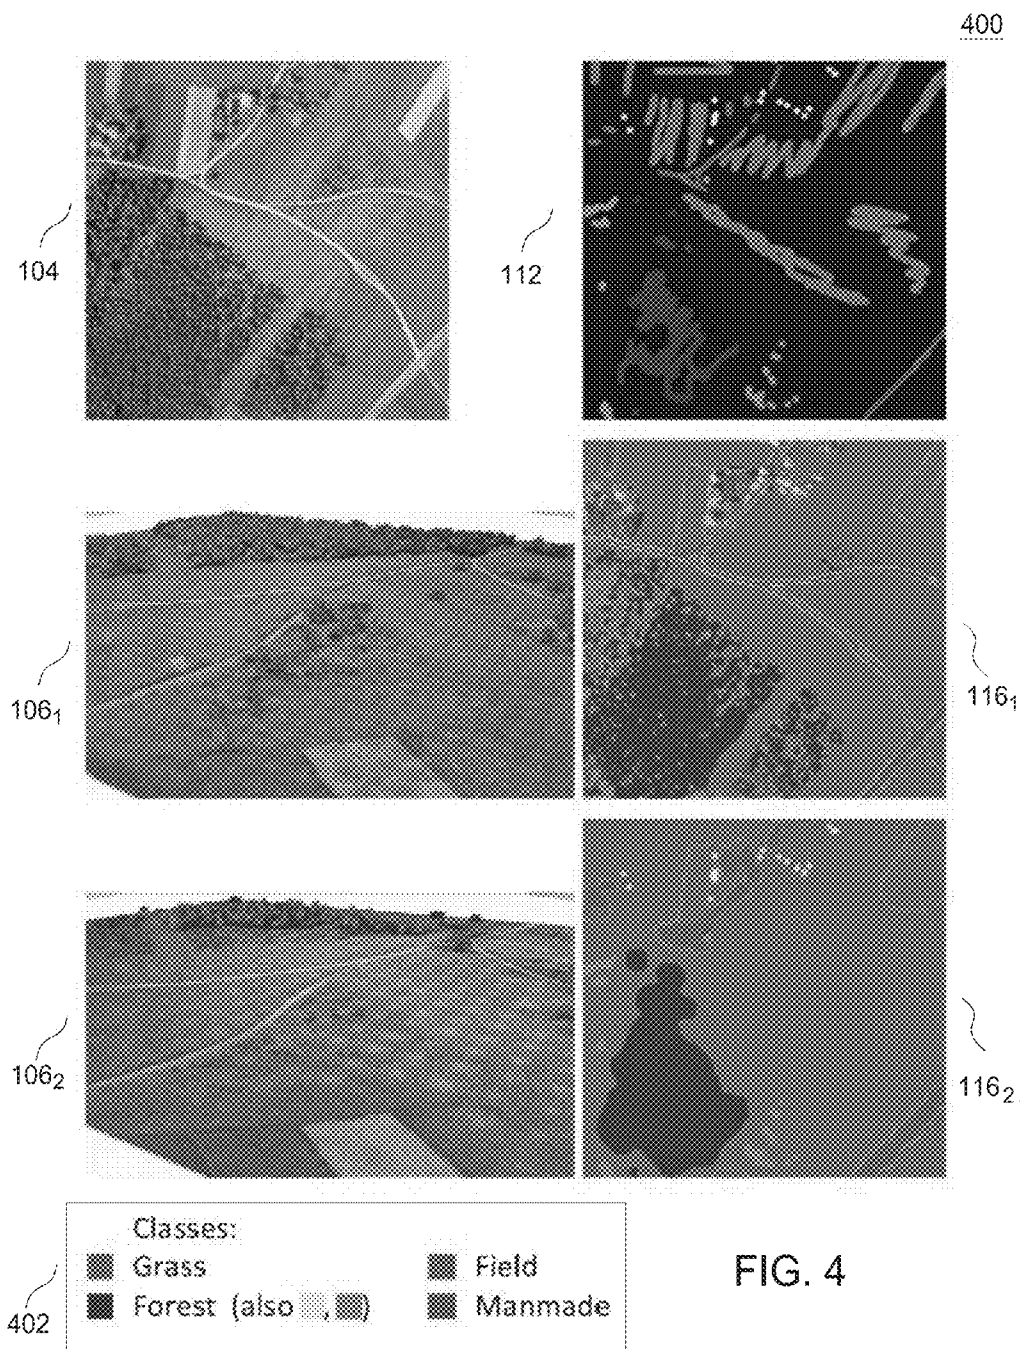 400
104
112
106₁
116₁
106₂
116₂
Classes:
Grass
Field
Forest (also , )
Manmade
402
FIG. 4